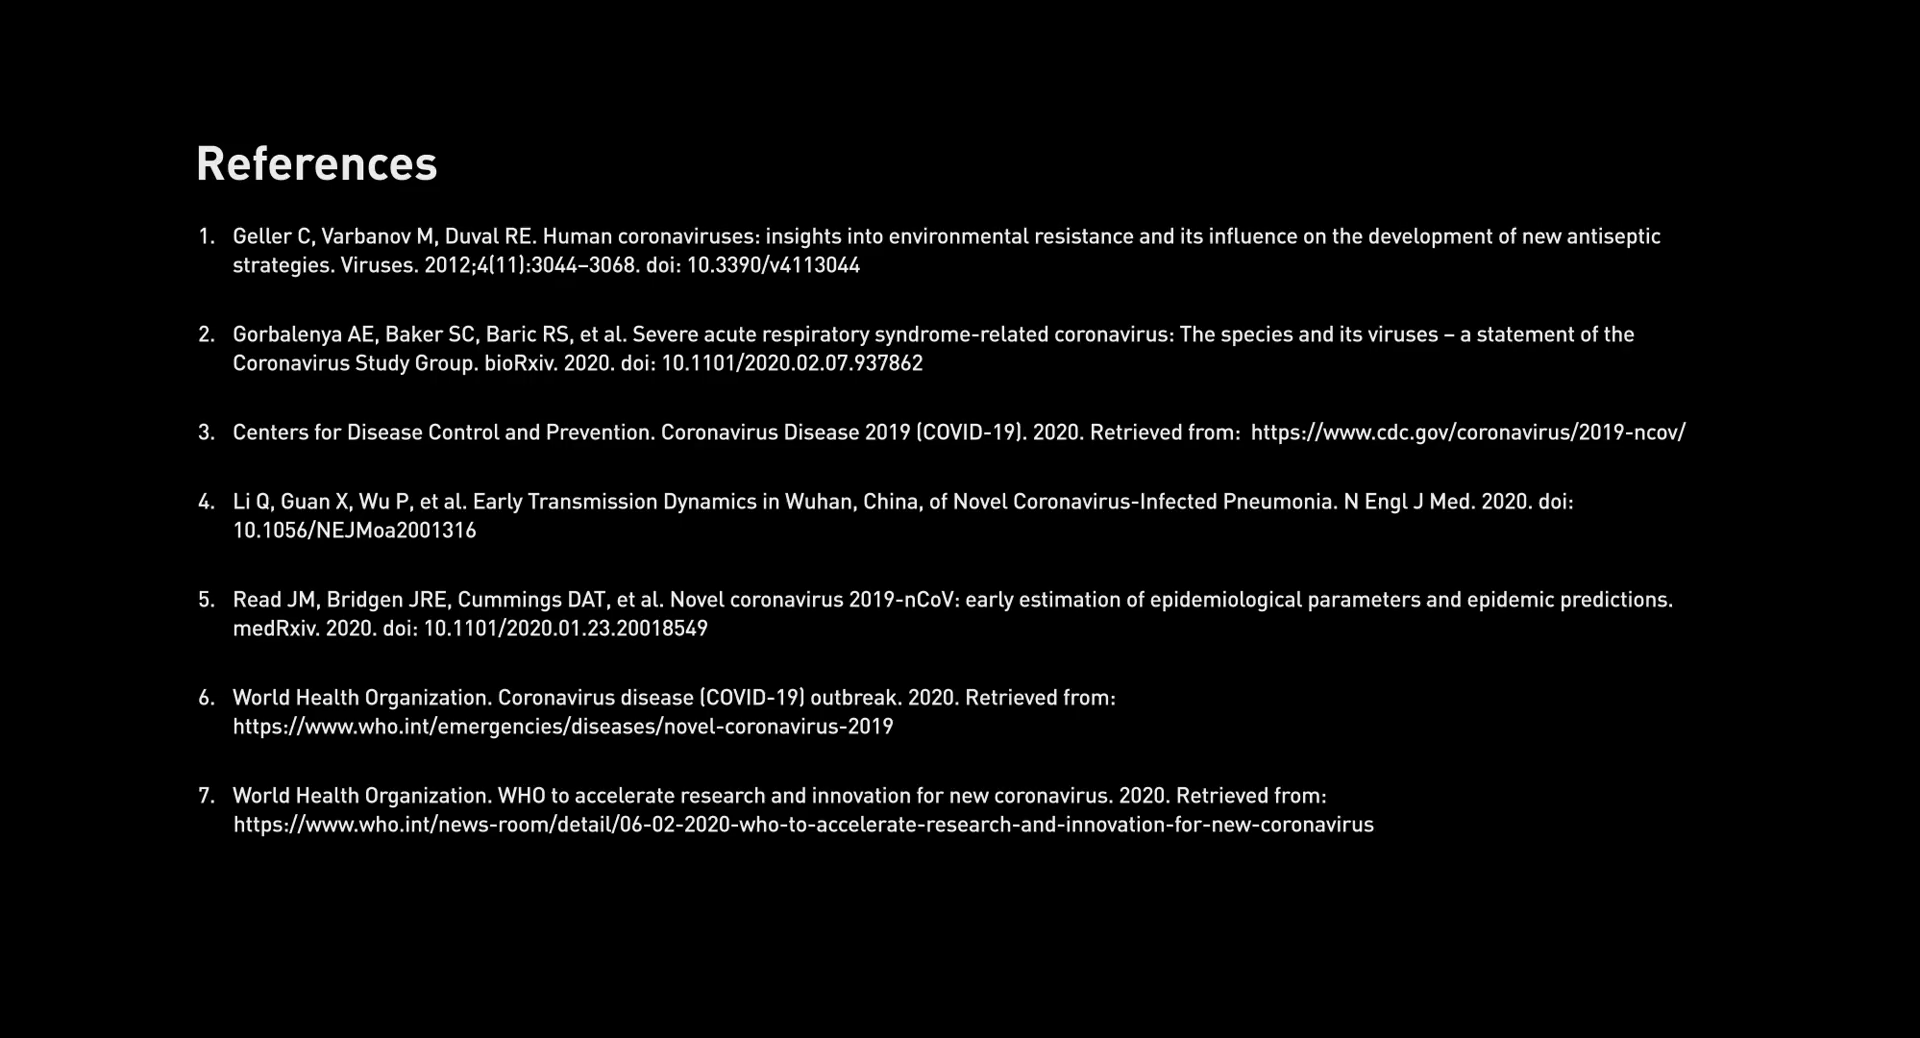 References
1. Geller C, Varbanov M, Duval RE. Human coronaviruses: insights into environmental resistance and its influence on the development of new antiseptic
strategies. Viruses. 2012;4(11):3044–3068. doi: 10.3390/v4113044
2. Gorbalenya AE, Baker SC, Baric RS, et al. Severe acute respiratory syndrome-related coronavirus: The species and its viruses – a statement of the
Coronavirus Study Group. bioRxiv. 2020. doi: 10.1101/2020.02.07.937862
3. Centers for Disease Control and Prevention. Coronavirus Disease 2019 (COVID-19). 2020. Retrieved from: https://www.cdc.gov/coronavirus/2019-ncov/
4. Li Q, Guan X, Wu P, et al. Early Transmission Dynamics in Wuhan, China, of Novel Coronavirus-Infected Pneumonia. N Engl J Med. 2020. doi:
10.1056/NEJMoa2001316
5. Read JM, Bridgen JRE, Cummings DAT, et al. Novel coronavirus 2019-nCoV: early estimation of epidemiological parameters and epidemic predictions.
medRxiv. 2020. doi: 10.1101/2020.01.23.20018549
6. World Health Organization. Coronavirus disease (COVID-19) outbreak. 2020. Retrieved from:
https://www.who.int/emergencies/diseases/novel-coronavirus-2019
7. World Health Organization. WHO to accelerate research and innovation for new coronavirus. 2020. Retrieved from:
https://www.who.int/news-room/detail/06-02-2020-who-to-accelerate-research-and-innovation-for-new-coronavirus